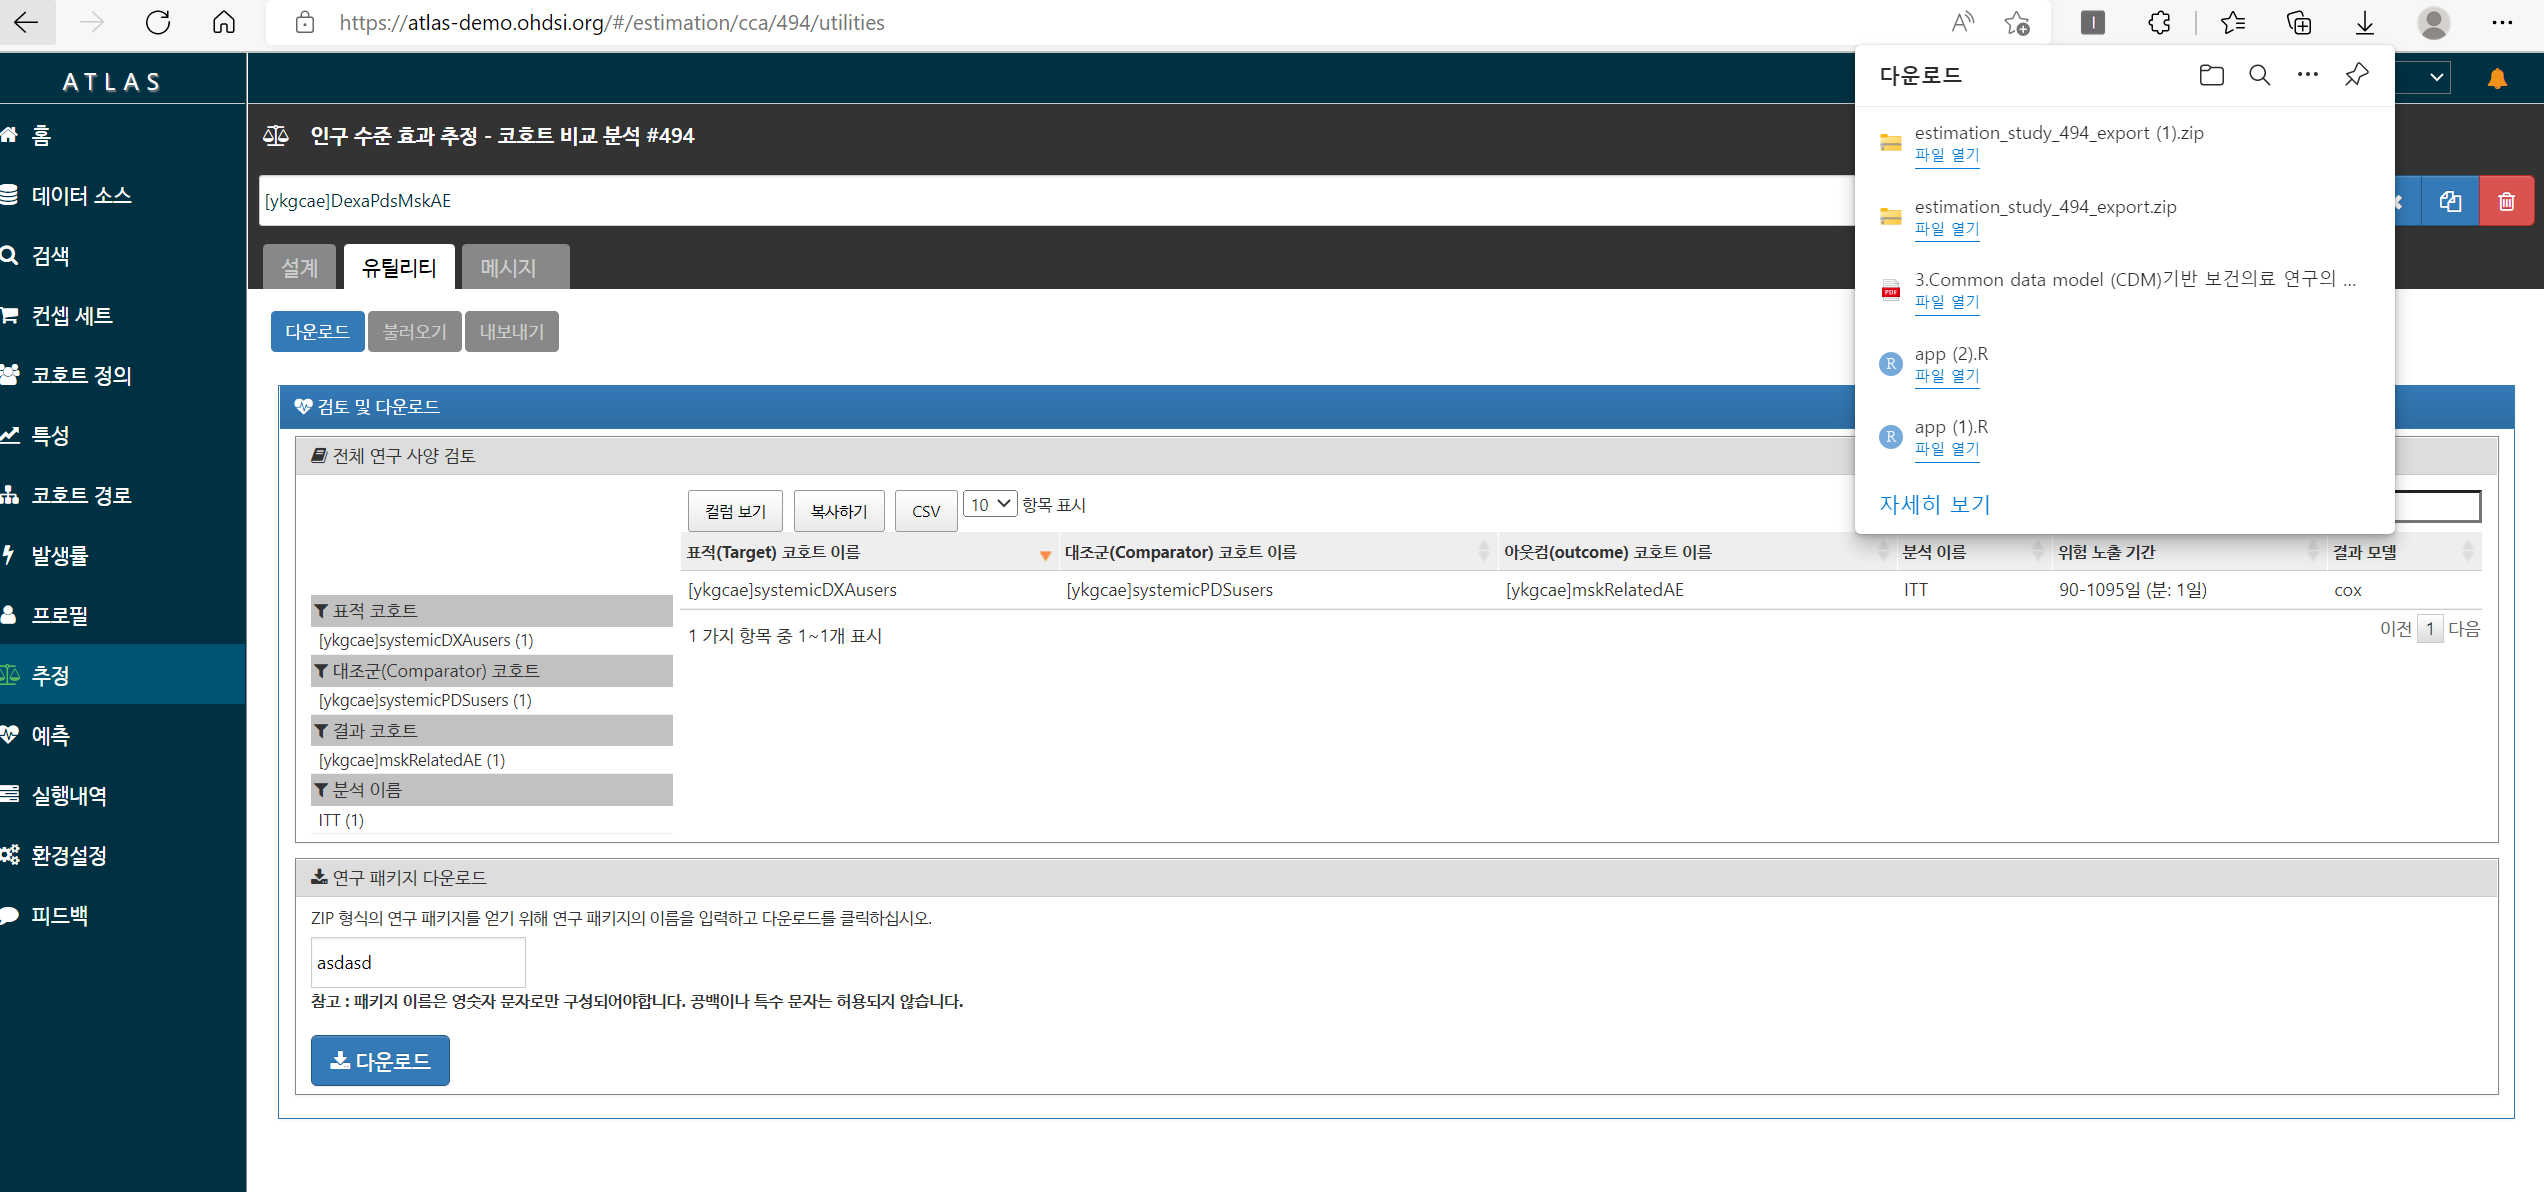 https://atlas-demo.ohdsi.org/#/estimation/cca/494/utilities
다운로드
estimation_study_494_export (1).zip
파일 열기
estimation_study_494_export.zip
파일 열기
3.Common data model (CDM)기반 보건의료 연구의 ...
파일 열기
app (2).R
파일 열기
app (1).R
파일 열기
자세히 보기
ATLAS
홈
데이터 소스
검색
컨셉 세트
코호트 정의
특성
코호트 경로
발생률
프로필
추정
예측
실행내역
환경설정
피드백
인구 수준 효과 추정 - 코호트 비교 분석 #494
[ykgcae]DexaPdsMskAE
설계 유틸리티 메시지
다운로드 불러오기 내보내기
검토 및 다운로드
전체 연구 사양 검토
컬럼 보기 복사하기 CSV 10 항목 표시
표적(Target) 코호트 이름 대조군(Comparator) 코호트 이름 아웃컴(outcome) 코호트 이름 분석 이름 위험 노출 기간 결과 모델
[ykgcae]systemicDXAusers [ykgcae]systemicPDSusers [ykgcae]mskRelatedAE ITT 90-1095일 (분: 1일) cox
1 가지 항목 중 1~1개 표시
이전 1 다음
표적 코호트
[ykgcae]systemicDXAusers (1)
대조군(Comparator) 코호트
[ykgcae]systemicPDSusers (1)
결과 코호트
[ykgcae]mskRelatedAE (1)
분석 이름
ITT (1)
연구 패키지 다운로드
ZIP 형식의 연구 패키지를 얻기 위해 연구 패키지의 이름을 입력하고 다운로드를 클릭하십시오.
asdasd
참고 : 패키지 이름은 영숫자 문자로만 구성되어야합니다. 공백이나 특수 문자는 허용되지 않습니다.
다운로드